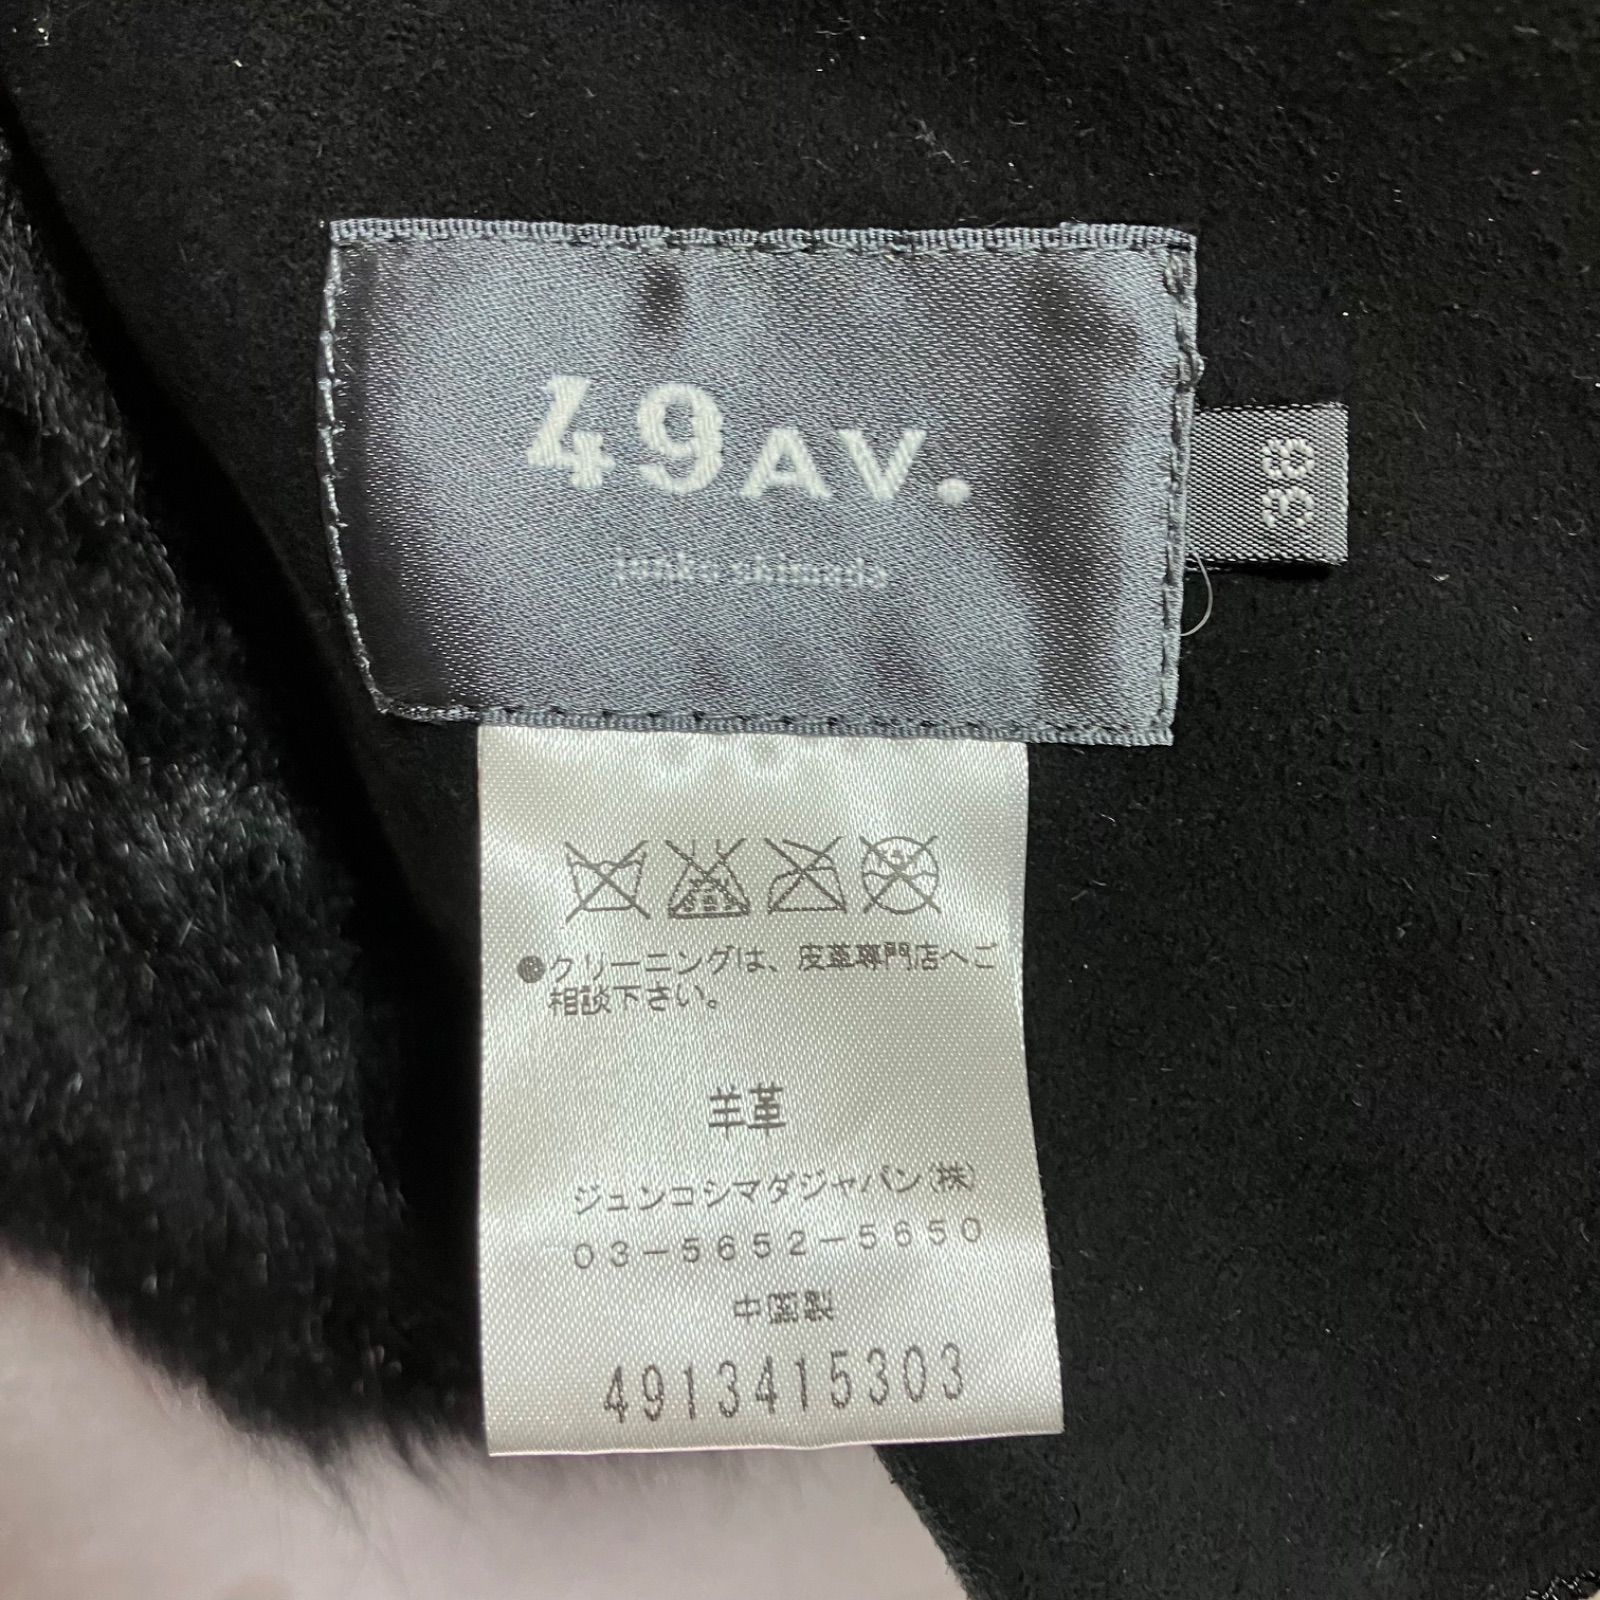 49AV.
junko shimada
38
●クリーニングは、皮革専門店へご
相談下さい。
羊革
ジュンコシマダジャパン(株)
03-5652-5650
中国製
4913415303